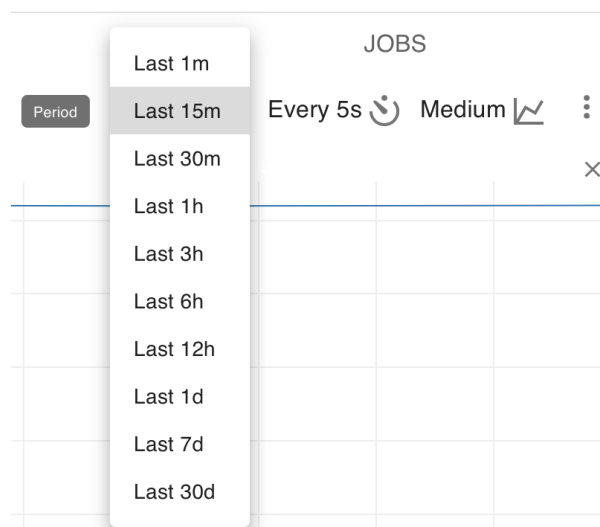 JOBS
Period
Last 1m
Last 15m
Last 30m
Last 1h
Last 3h
Last 6h
Last 12h
Last 1d
Last 7d
Last 30d
Every 5s
Medium